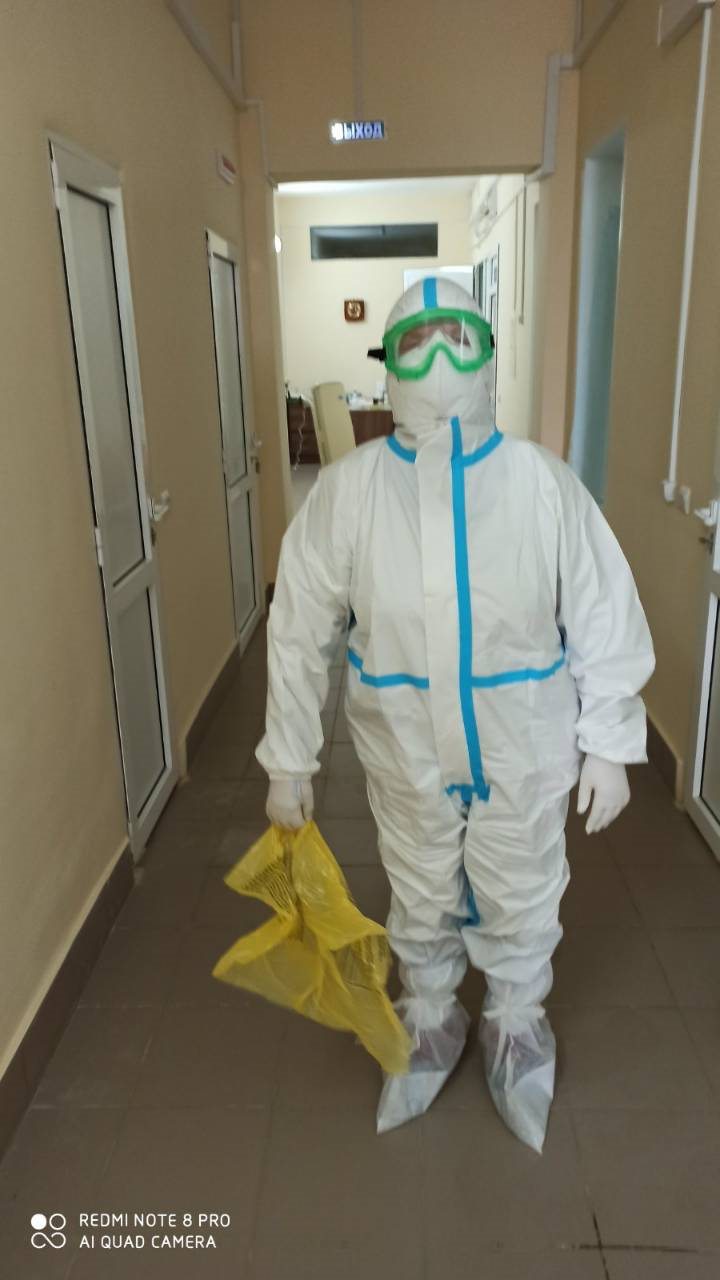 ВЫХОД
REDMI NOTE 8 PRO
AI QUAD CAMERA